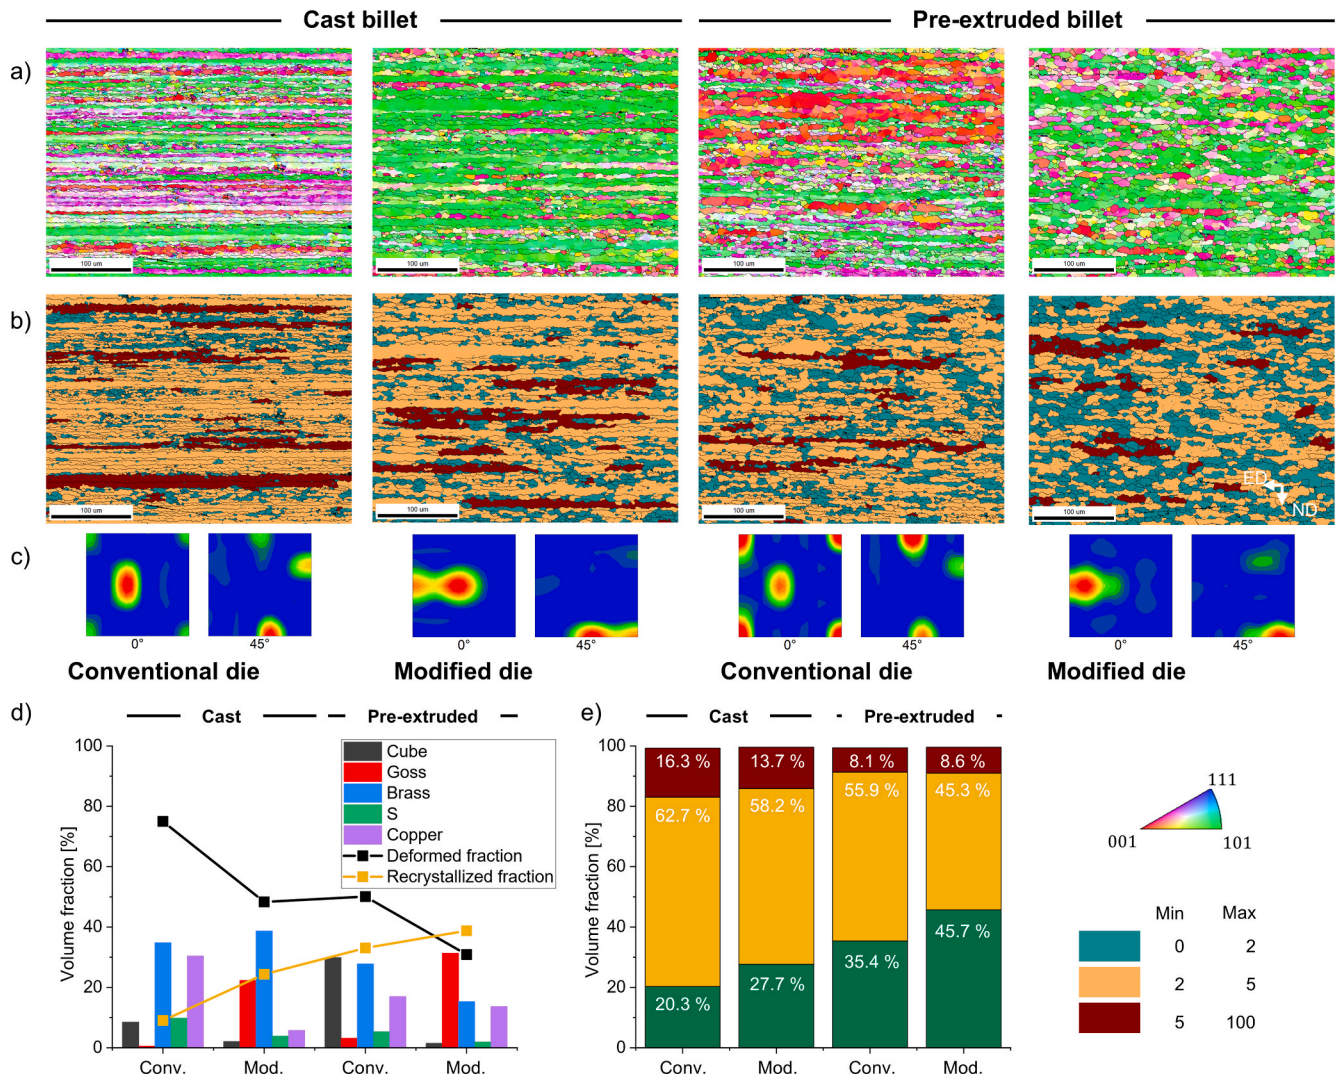 Cast billet
Pre-extruded billet
a)
100 um
100 um
100 um
100 um
b)
100 um
100 um
100 um
100 um
ED
ND
c)
0°
45°
0°
45°
0°
45°
0°
45°
Conventional die
Modified die
Conventional die
Modified die
d)
Cast
Pre-extruded
Volume fraction [%]
100
80
60
40
20
0
Cube
Goss
Brass
S
Copper
Deformed fraction
Recrystallized fraction
Conv.
Mod.
Conv.
Mod.
e)
Cast
Pre-extruded
Volume fraction [%]
100
80
60
40
20
0
16.3 %
13.7 %
8.1 %
8.6 %
62.7 %
58.2 %
55.9 %
45.3 %
20.3 %
27.7 %
35.4 %
45.7 %
Conv.
Mod.
Conv.
Mod.
111
001
101
Min Max
0 2
2 5
5 100